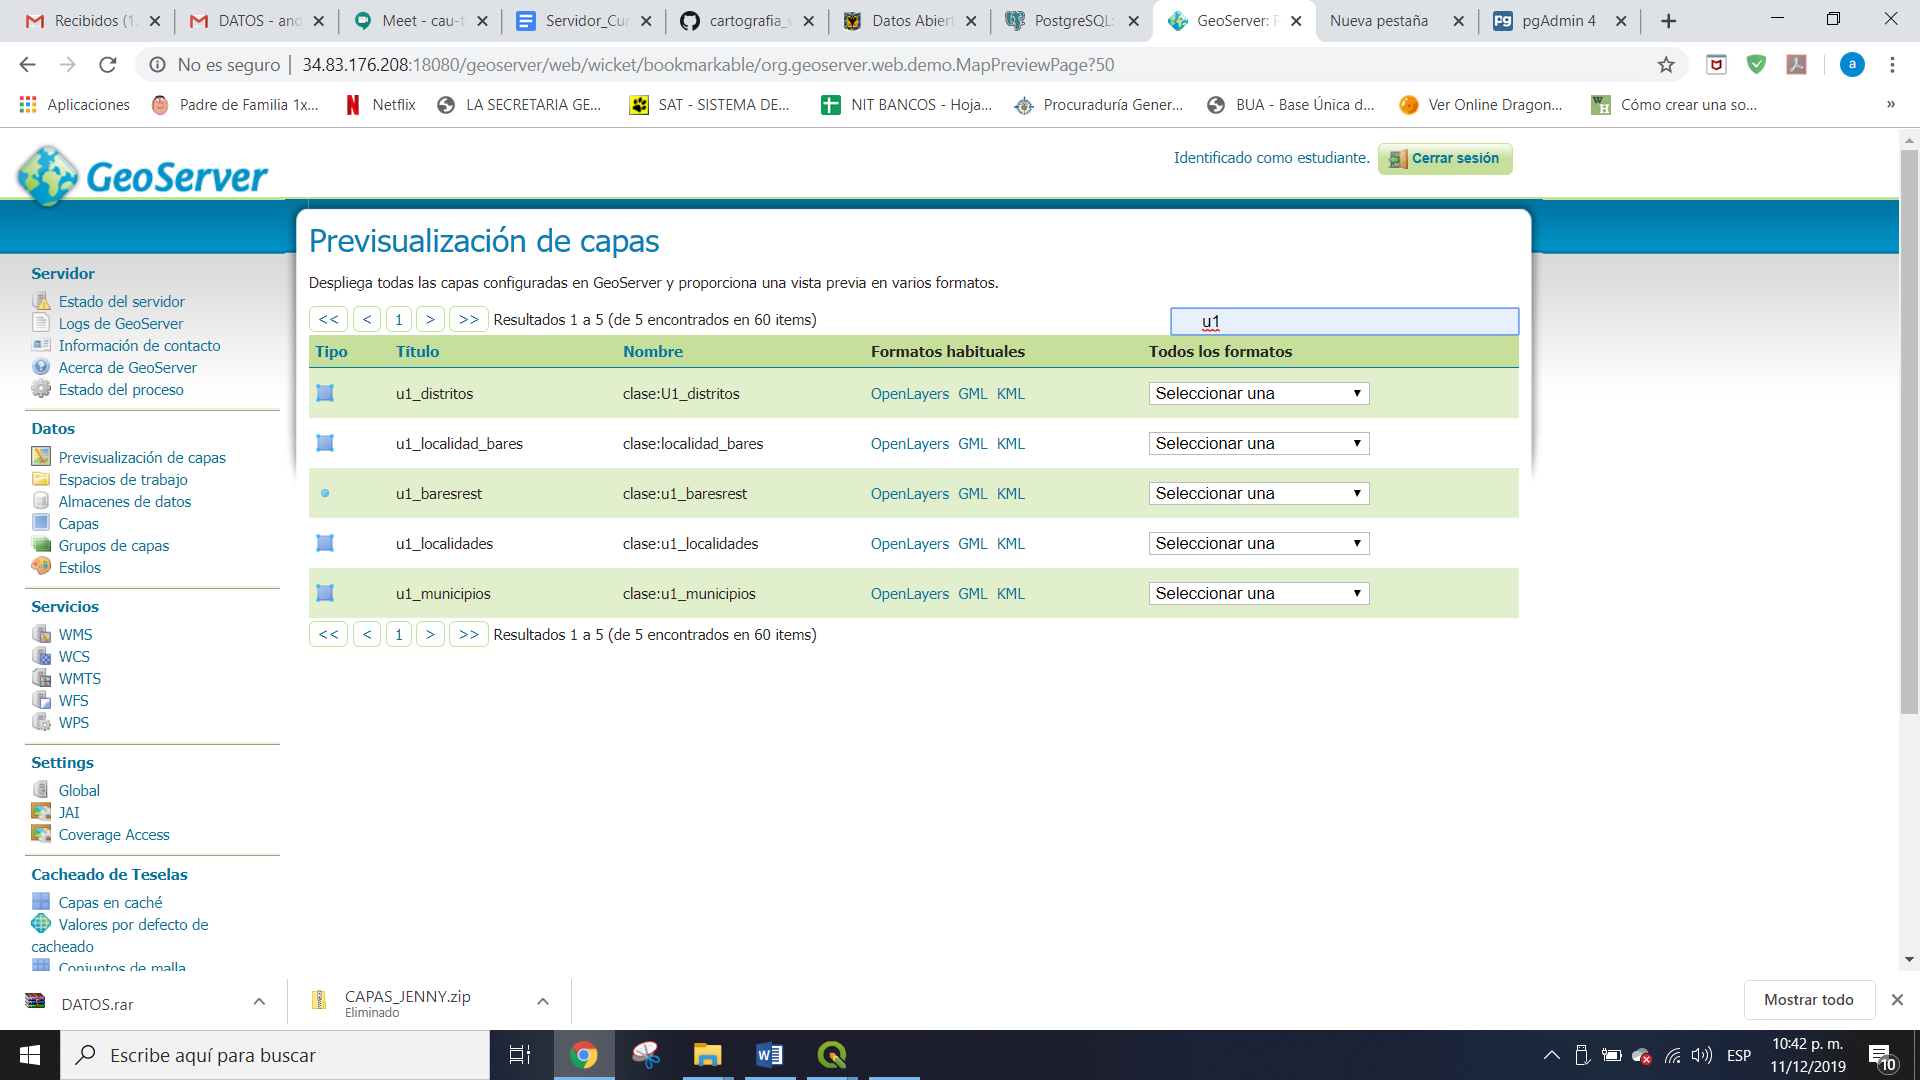 Recibidos (1.
DATOS - and
Meet - cau-t
Servidor_Cur
cartografia_v
Datos Abiert
PostgreSQL:
GeoServer: P
Nueva pestaña
pgAdmin 4
No es seguro | 34.83.176.208:18080/geoserver/web/wicket/bookmarkable/org.geoserver.web.demo.MapPreviewPage?50
a
Aplicaciones
Padre de Familia 1x...
Netflix
LA SECRETARIA GE...
SAT - SISTEMA DE...
NIT BANCOS - Hoja...
Procuraduría Gener...
BUA - Base Única d...
Ver Online Dragon...
Cómo crear una so...
»
GeoServer
Identificado como estudiante.
Cerrar sesión
Servidor
Estado del servidor
Logs de GeoServer
Información de contacto
Acerca de GeoServer
Estado del proceso
Datos
Previsualización de capas
Espacios de trabajo
Almacenes de datos
Capas
Grupos de capas
Estilos
Servicios
WMS
WCS
WMTS
WFS
WPS
Settings
Global
JAI
Coverage Access
Cacheado de Teselas
Capas en caché
Valores por defecto de
cacheado
Conjuntos de malla
Previsualización de capas
Despliega todas las capas configuradas en GeoServer y proporciona una vista previa en varios formatos.
<< < 1 > >> Resultados 1 a 5 (de 5 encontrados en 60 items)
u1
Tipo Título Nombre Formatos habituales Todos los formatos
u1_distritos clase:U1_distritos OpenLayers GML KML Seleccionar una
u1_localidad_bares clase:localidad_bares OpenLayers GML KML Seleccionar una
u1_baresrest clase:u1_baresrest OpenLayers GML KML Seleccionar una
u1_localidades clase:u1_localidades OpenLayers GML KML Seleccionar una
u1_municipios clase:u1_municipios OpenLayers GML KML Seleccionar una
<< < 1 > >> Resultados 1 a 5 (de 5 encontrados en 60 items)
DATOS.rar
CAPAS_JENNY.zip
Eliminado
Mostrar todo
Escribe aquí para buscar
ESP
10:42 p. m.
11/12/2019
10